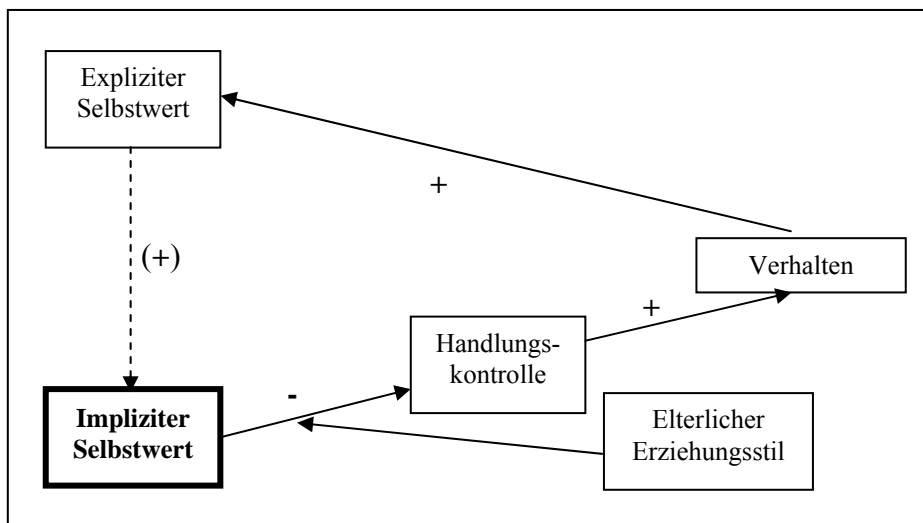 Expliziter
Selbstwert
+
(+)
Verhalten
+
Handlungs-
kontrolle
-
Impliziter
Selbstwert
Elterlicher
Erziehungsstil